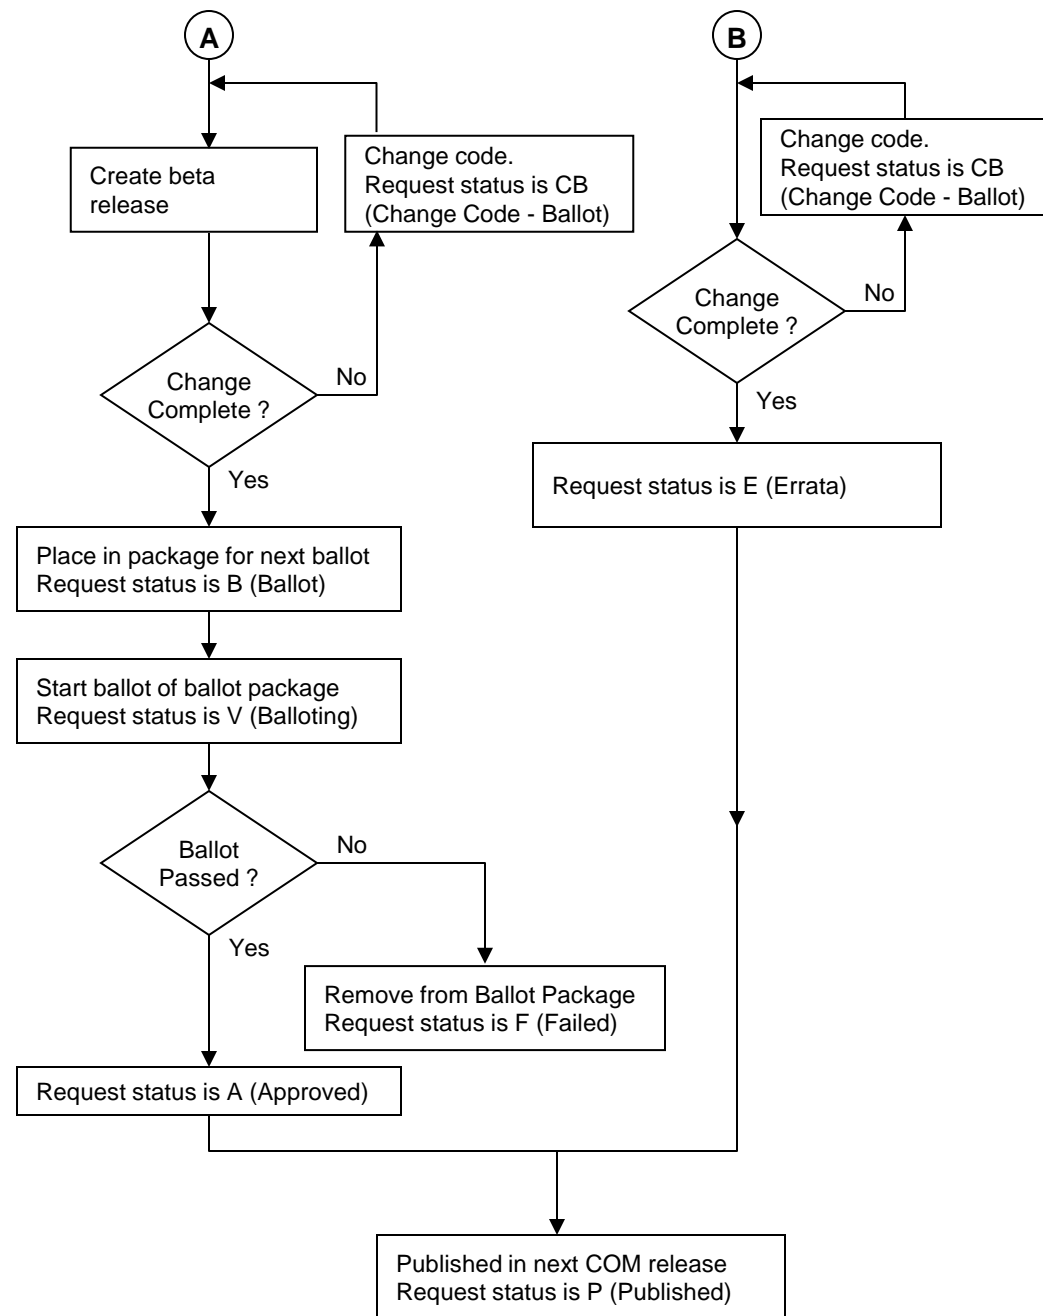 A
Create beta
release
Change code.
Request status is CB
(Change Code - Ballot)
Change
Complete ?
No
Yes
Place in package for next ballot
Request status is B (Ballot)
Start ballot of ballot package
Request status is V (Balloting)
Ballot
Passed ?
No
Yes
Remove from Ballot Package
Request status is F (Failed)
Request status is A (Approved)
B
Change code.
Request status is CB
(Change Code - Ballot)
Change
Complete ?
No
Yes
Request status is E (Errata)
Published in next COM release
Request status is P (Published)